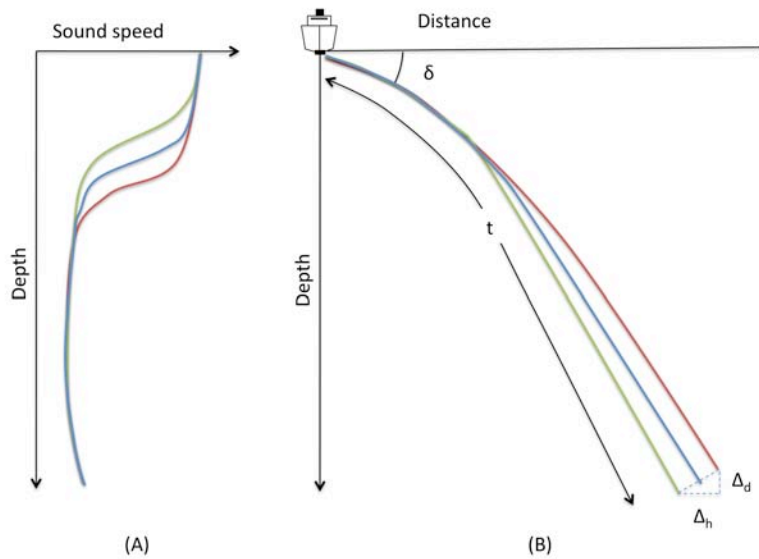 Sound speed
Depth
(A)
Distance
δ
t
Depth
Δd
Δh
(B)